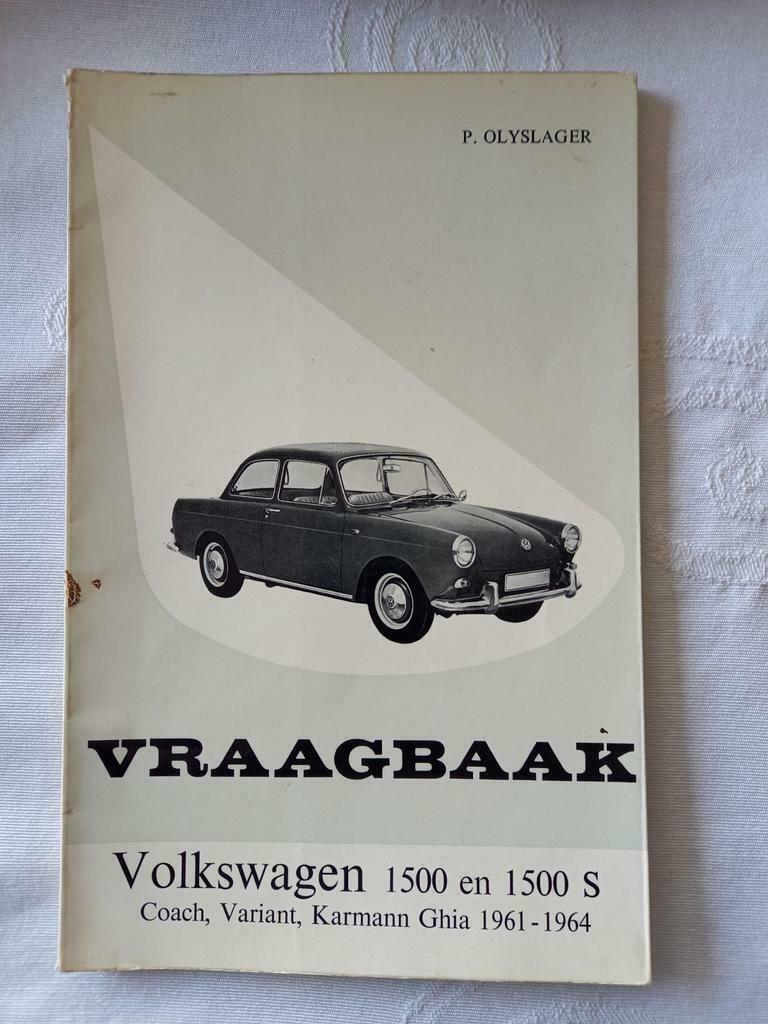 P. OLYSLAGER
VRAAGBAAK
Volkswagen 1500 en 1500 S
Coach, Variant, Karmann Ghia 1961-1964